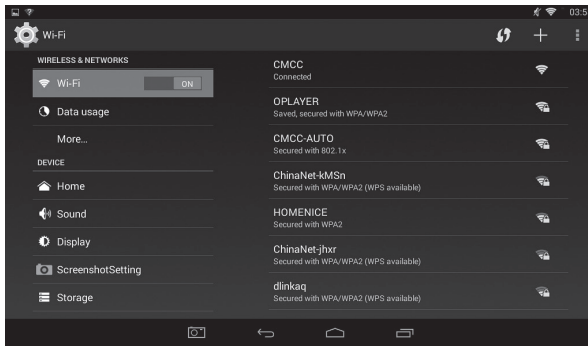 03:5
Wi-Fi
WIRELESS & NETWORKS
Wi-Fi ON
Data usage
More...
DEVICE
Home
Sound
Display
ScreenshotSetting
Storage
CMCC
Connected
OPLAYER
Saved, secured with WPA/WPA2
CMCC-AUTO
Secured with 802.1x
ChinaNet-kMSn
Secured with WPA/WPA2 (WPS available)
HOMENICE
Secured with WPA2
ChinaNet-jhxr
Secured with WPA/WPA2 (WPS available)
dlinkaq
Secured with WPA/WPA2 (WPS available)